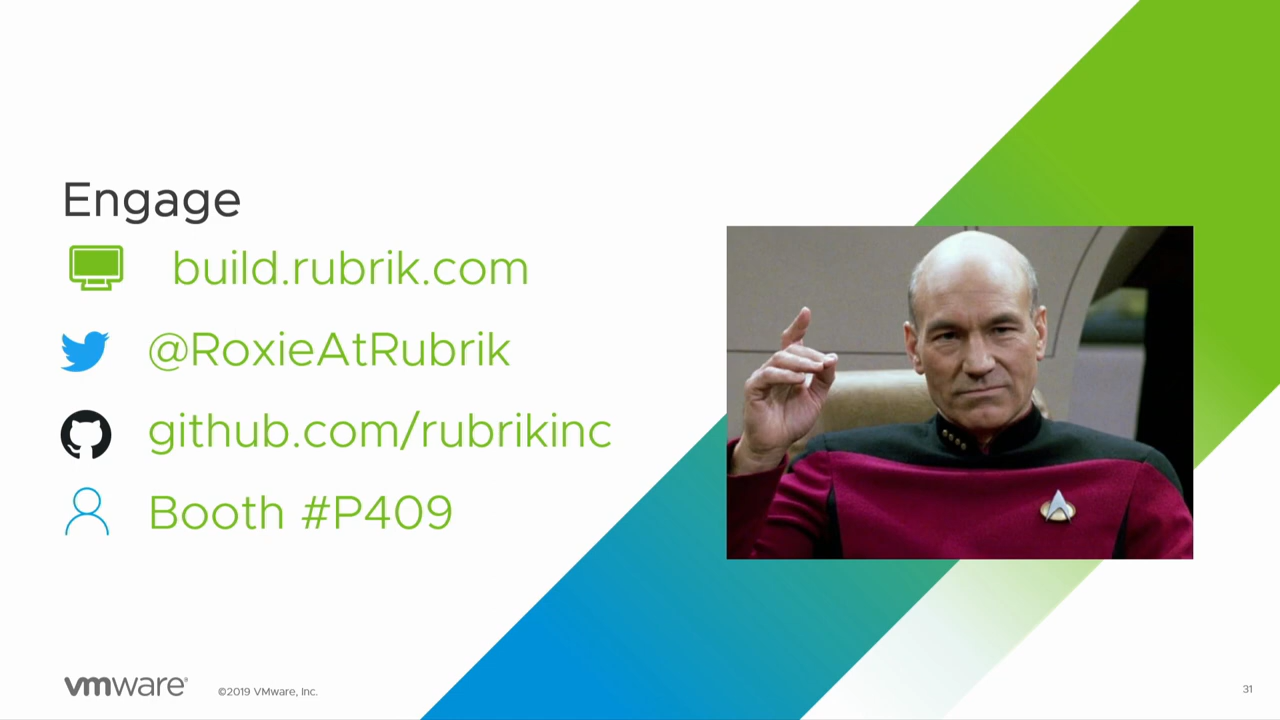 Engage
build.rubrik.com
@RoxieAtRubrik
github.com/rubrikinc
Booth #P409
vmware®
©2019 VMware, Inc.
31